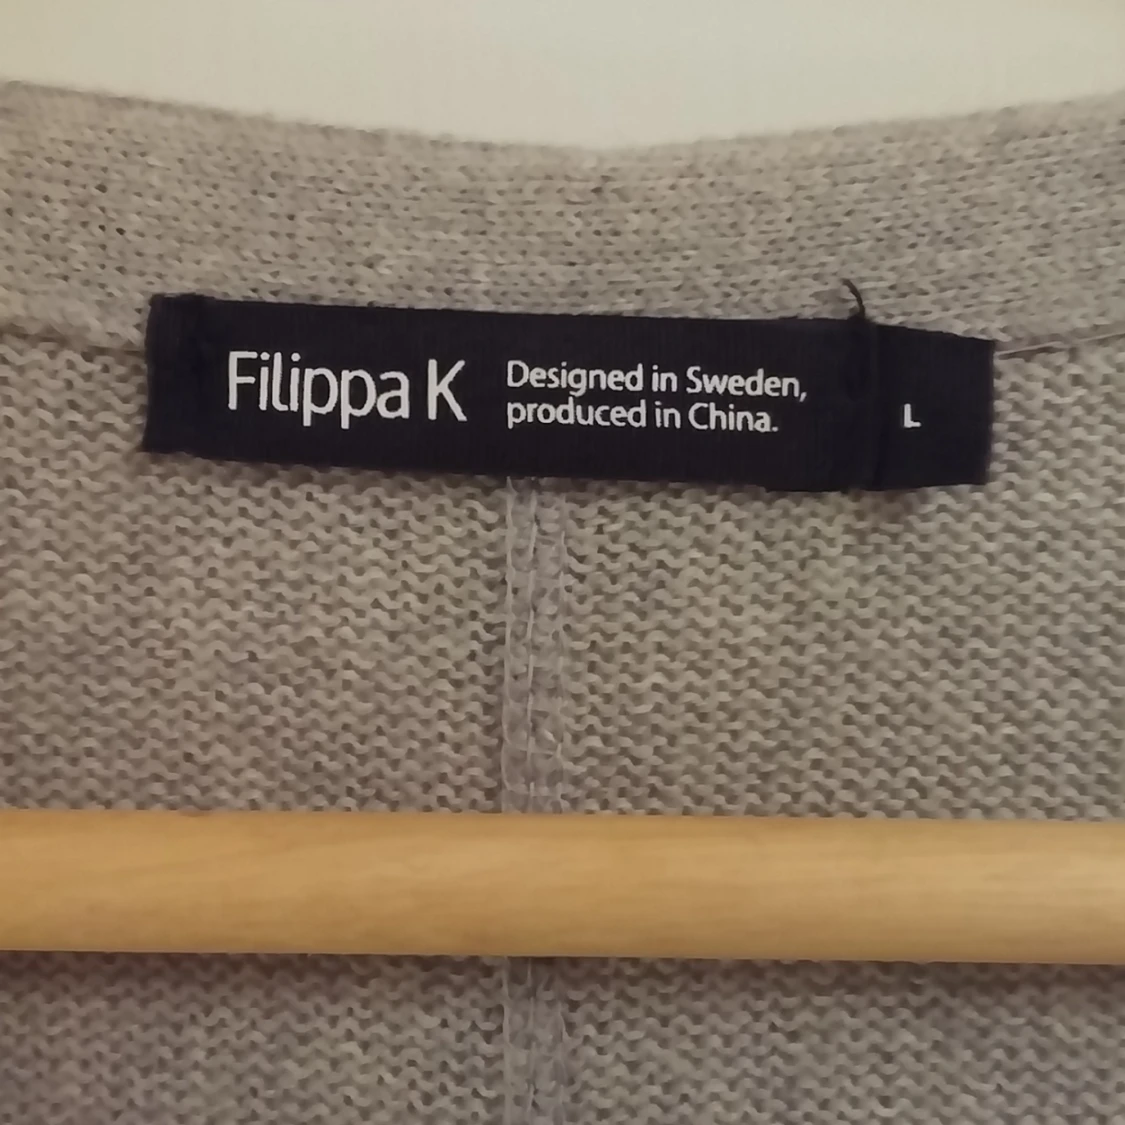 Filippa K
Designed in Sweden,
produced in China.
L